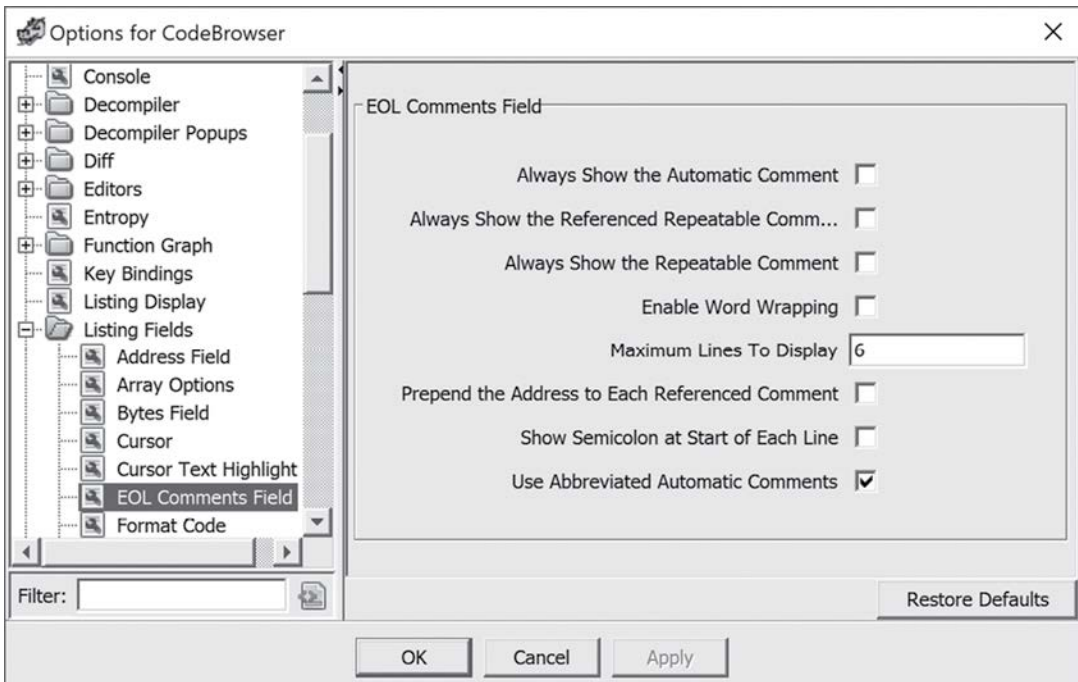 Options for CodeBrowser
Console
Decompiler
Decompiler Popups
Diff
Editors
Entropy
Function Graph
Key Bindings
Listing Display
Listing Fields
Address Field
Array Options
Bytes Field
Cursor
Cursor Text Highlight
EOL Comments Field
Format Code
Filter:
EOL Comments Field
Always Show the Automatic Comment
Always Show the Referenced Repeatable Comm...
Always Show the Repeatable Comment
Enable Word Wrapping
Maximum Lines To Display 6
Prepend the Address to Each Referenced Comment
Show Semicolon at Start of Each Line
Use Abbreviated Automatic Comments
Restore Defaults
OK Cancel Apply